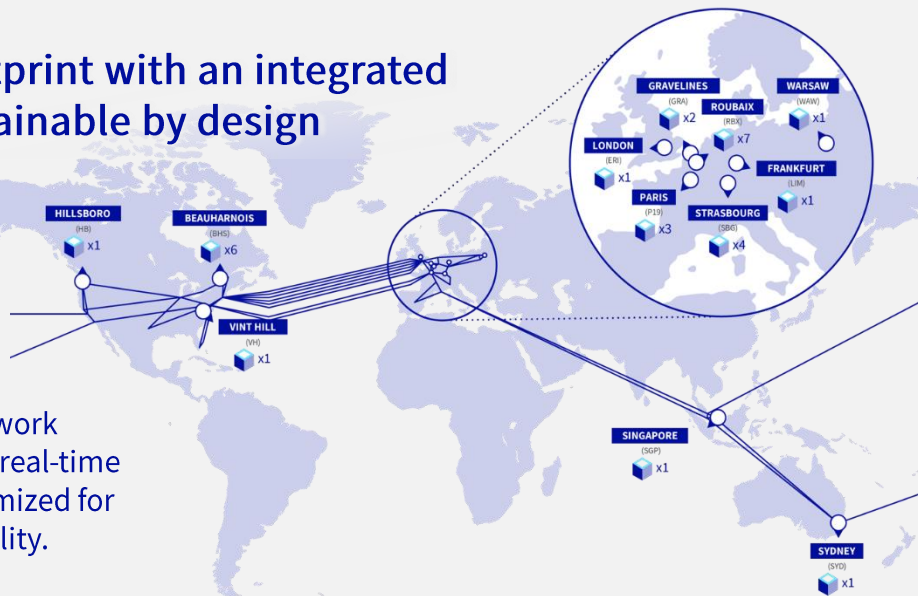 tprint with an integrated
ainable by design
GRAVELINES
(GRA)
x2
ROUBAIX
(RBX)
x7
WARSAW
(WAW)
x1
LONDON
(ERI)
x1
FRANKFURT
(LIM)
x1
PARIS
(P19)
x3
STRASBOURG
(SBG)
x4
HILLSBORO
(HB)
x1
BEAUHARNOIS
(BHS)
x6
VINT HILL
(VH)
x1
work
real-time
mized for
lity.
SINGAPORE
(SGP)
x1
SYDNEY
(SYD)
x1